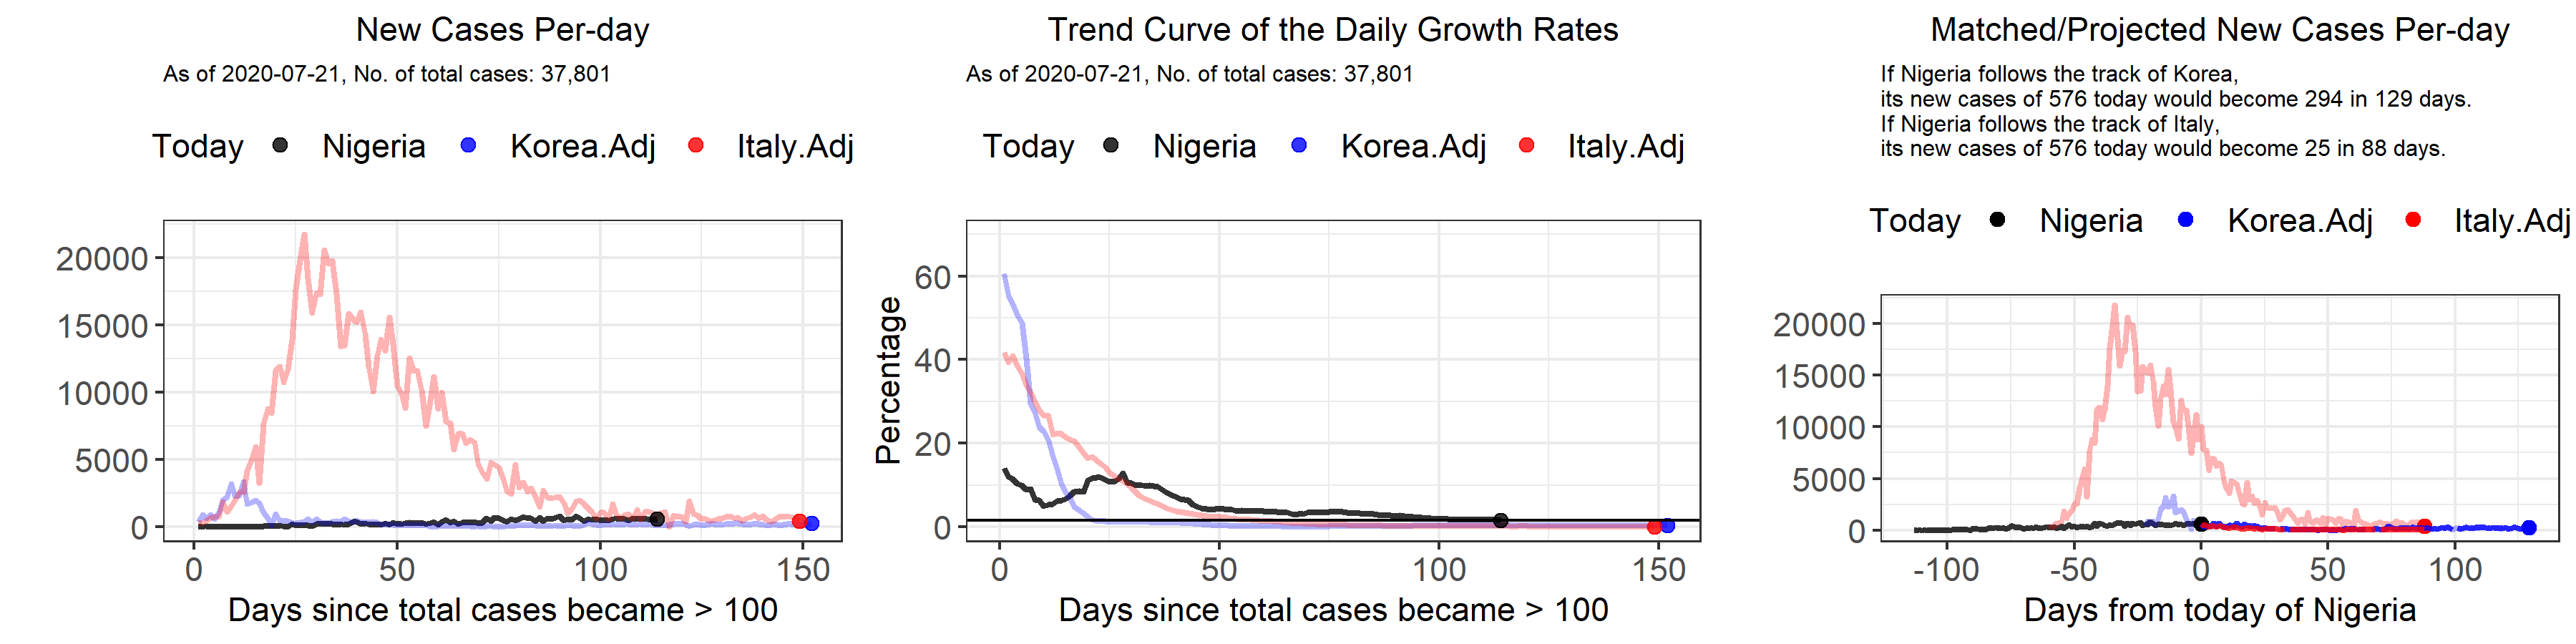 New Cases Per-day
As of 2020-07-21, No. of total cases: 37,801
Today Nigeria Korea.Adj Italy.Adj
20000
15000
10000
5000
0
0 50 100 150
Days since total cases became > 100
Trend Curve of the Daily Growth Rates
As of 2020-07-21, No. of total cases: 37,801
Today Nigeria Korea.Adj Italy.Adj
Percentage
60
40
20
0
0 50 100 150
Days since total cases became > 100
Matched/Projected New Cases Per-day
If Nigeria follows the track of Korea,
its new cases of 576 today would become 294 in 129 days.
If Nigeria follows the track of Italy,
its new cases of 576 today would become 25 in 88 days.
Today Nigeria Korea.Adj Italy.Adj
20000
15000
10000
5000
0
-100 -50 0 50 100
Days from today of Nigeria